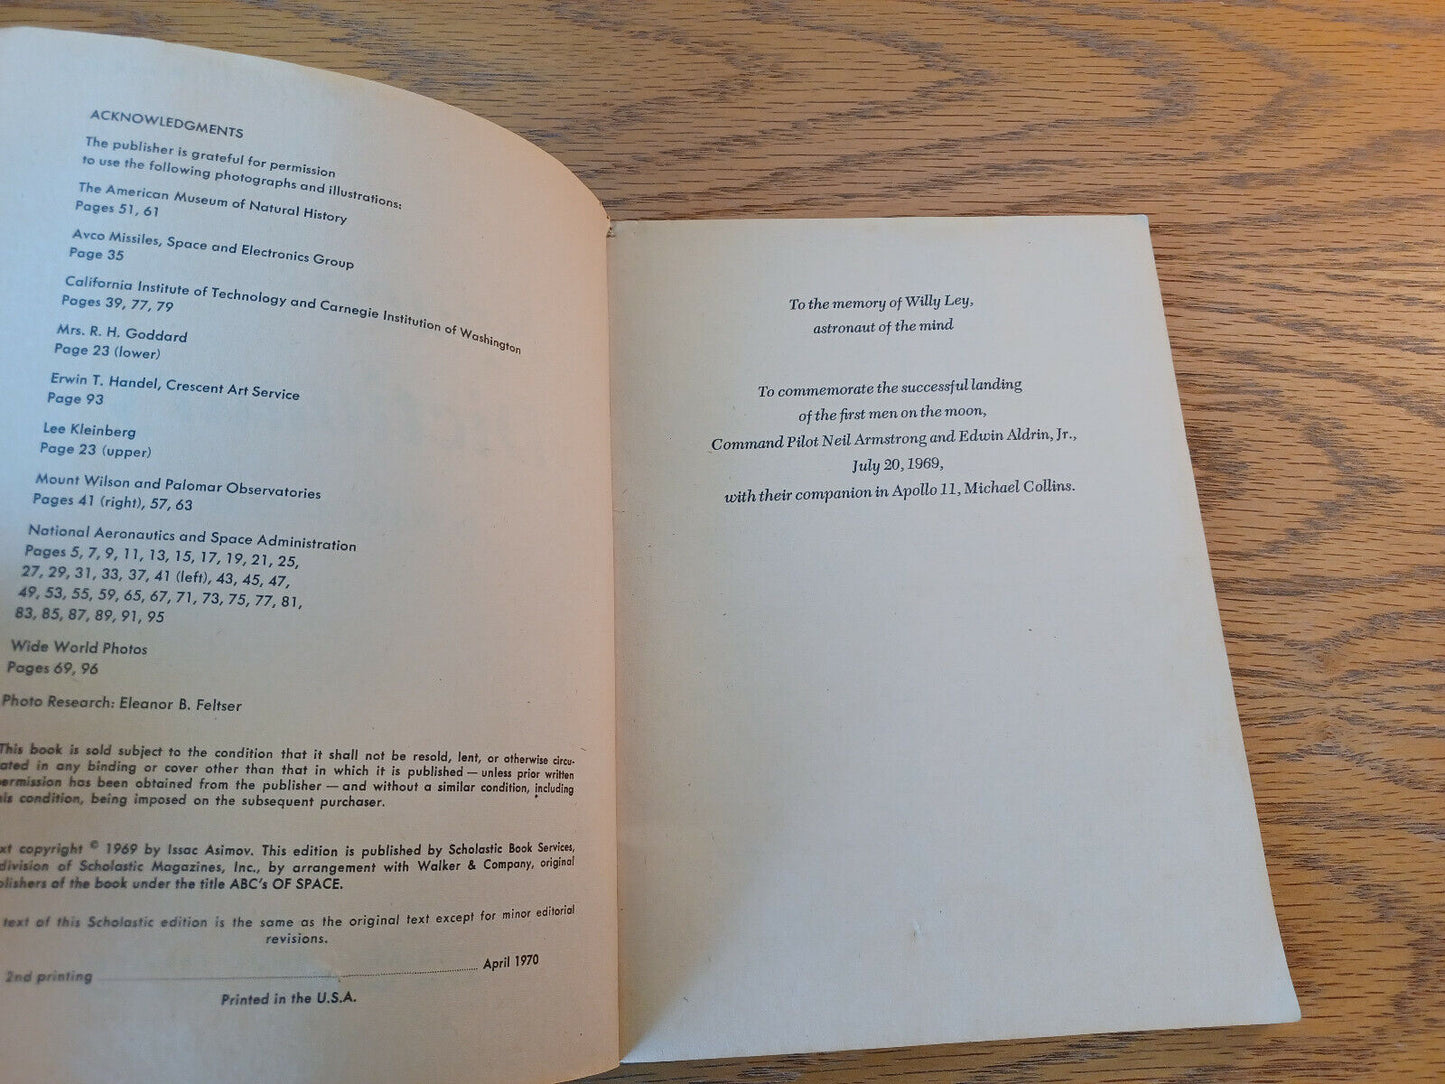 ACKNOWLEDGMENTS
The publisher is grateful for permission
to use the following photographs and illustrations:
The American Museum of Natural History
Pages 51, 61
Avco Missiles, Space and Electronics Group
Page 35
California Institute of Technology and Carnegie Institution of Washington
Pages 39, 77, 79
Mrs. R. H. Goddard
Page 23 (lower)
Erwin T. Handel, Crescent Art Service
Page 93
Lee Kleinberg
Page 23 (upper)
Mount Wilson and Palomar Observatories
Pages 41 (right), 57, 63
National Aeronautics and Space Administration
Pages 5, 7, 9, 11, 13, 15, 17, 19, 21, 25,
27, 29, 31, 33, 37, 41 (left), 43, 45, 47,
49, 53, 55, 59, 65, 67, 71, 73, 75, 77, 81,
83, 85, 87, 89, 91, 95
Wide World Photos
Pages 69, 96
Photo Research: Eleanor B. Feltser
This book is sold subject to the condition that it shall not be resold, lent, or otherwise circu-
ated in any binding or cover other than that in which it is published — unless prior written
ermission has been obtained from the publisher — and without a similar condition, including
is condition, being imposed on the subsequent purchaser.
xt copyright © 1969 by Issac Asimov. This edition is published by Scholastic Book Services,
division of Scholastic Magazines, Inc., by arrangement with Walker & Company, original
blishers of the book under the title ABC's OF SPACE.
text of this Scholastic edition is the same as the original text except for minor editorial
revisions.
2nd printing April 1970
Printed in the U.S.A.
To the memory of Willy Ley,
astronaut of the mind
To commemorate the successful landing
of the first men on the moon,
Command Pilot Neil Armstrong and Edwin Aldrin, Jr.,
July 20, 1969,
with their companion in Apollo 11, Michael Collins.